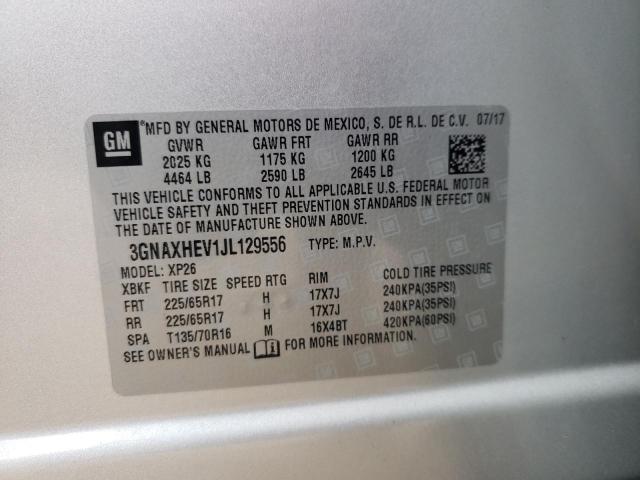 GM
®MFD BY GENERAL MOTORS DE MEXICO, S. DE R.L. DE C.V. 07/17
GVWR GAWR FRT GAWR RR
2025 KG 1175 KG 1200 KG
4464 LB 2590 LB 2645 LB
THIS VEHICLE CONFORMS TO ALL APPLICABLE U.S. FEDERAL MOTOR
VEHICLE SAFETY AND THEFT PREVENTION STANDARDS IN EFFECT ON
THE DATE OF MANUFACTURE SHOWN ABOVE.
3GNAXHEV1JL129556 TYPE: M.P.V.
MODEL: XP26
XBKF TIRE SIZE SPEED RTG RIM COLD TIRE PRESSURE
FRT 225/65R17 H 17X7J 240KPA(35PSI)
RR 225/65R17 H 17X7J 240KPA(35PSI)
SPA T135/70R16 M 16X4BT 420KPA(60PSI)
SEE OWNER'S MANUAL FOR MORE INFORMATION